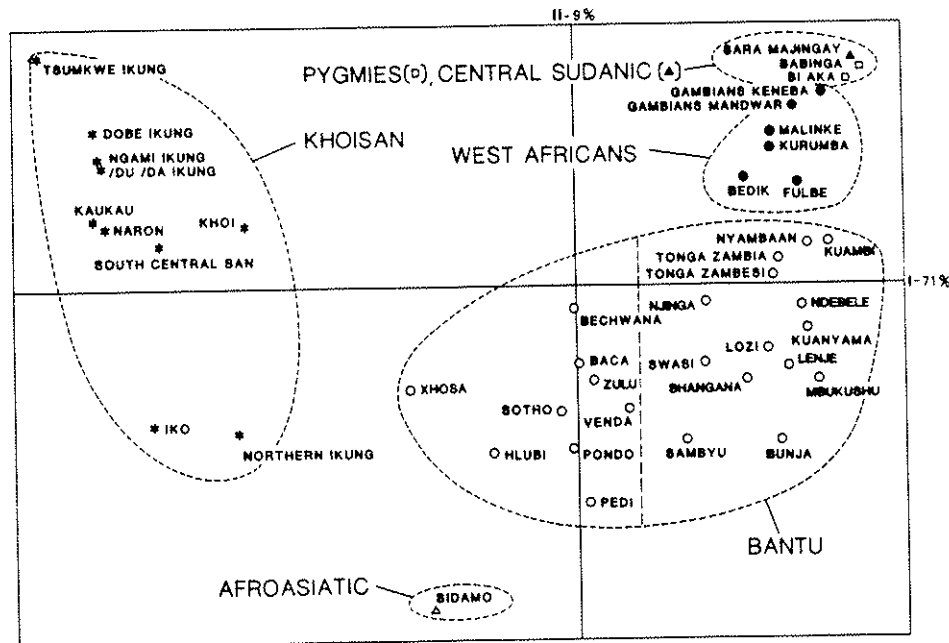 II-9%
TSUMKWE IKUNG
SARA MAJINGAY
BABINGA
BI AKA
PYGMIES(□), CENTRAL SUDANIC (▲)
GAMBIANS KENEBA
GAMBIANS MANDWAR
DOBE IKUNG
KHOISAN
MALINKE
KURUMBA
WEST AFRICANS
NGAMI IKUNG
/DU /DA IKUNG
BEDIK
FULBE
KAUKAU
NARON
KHOI
SOUTH CENTRAL SAN
NYAMBAAN
KUAMBI
TONGA ZAMBIA
TONGA ZAMBESI
I-71%
NJINGA
NDEBELE
BECHWANA
KUANYAMA
LOZI
LENJE
BACA
SWASI
ZULU
SHANGANA
MBUKUSHU
XHOSA
SOTHO
VENDA
IKO
NORTHERN IKUNG
HLUBI
PONDO
SAMBYU
BUNJA
PEDI
BANTU
AFROASIATIC
SIDAMO